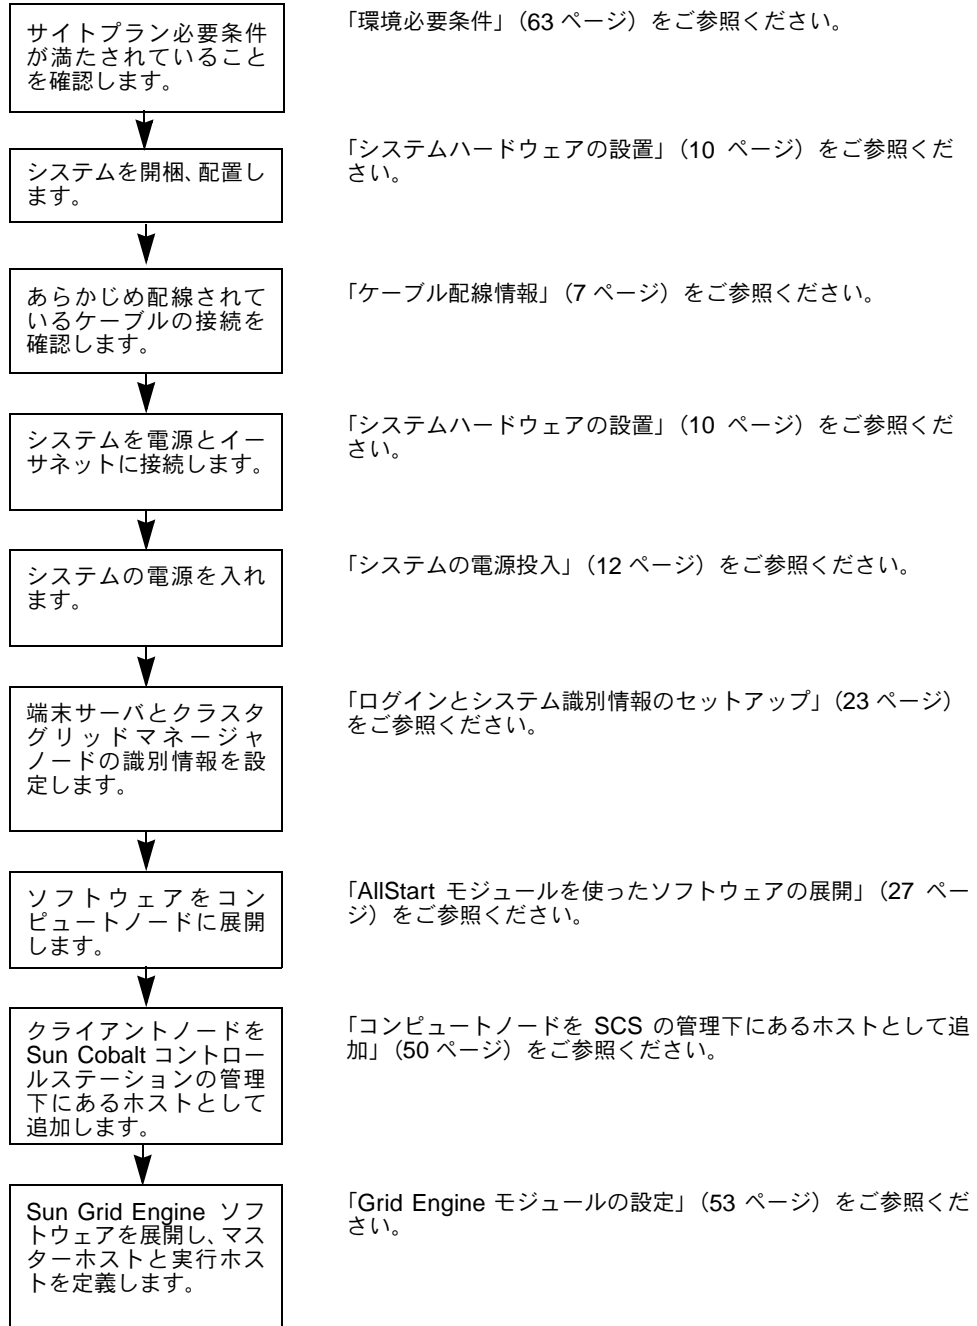 サイトプラン必要条件
が満たされていること
を確認します。
「環境必要条件」（63 ページ）をご参照ください。
システムを開梱、配置し
ます。
「システムハードウェアの設置」（10 ページ）をご参照くだ
さい。
あらかじめ配線されて
いるケーブルの接続を
確認します。
「ケーブル配線情報」（7 ページ）をご参照ください。
システムを電源とイー
サネットに接続します。
「システムハードウェアの設置」（10 ページ）をご参照くだ
さい。
システムの電源を入れ
ます。
「システムの電源投入」（12 ページ）をご参照ください。
端末サーバとクラスタ
グリッドマネージャ
ノードの識別情報を設
定します。
「ログインとシステム識別情報のセットアップ」（23 ページ）
をご参照ください。
ソフトウェアをコン
ピュートノードに展開
します。
「AllStart モジュールを使ったソフトウェアの展開」（27 ペー
ジ）をご参照ください。
クライアントノードを
Sun Cobalt コントロー
ルステーションの管理
下にあるホストとして
追加します。
「コンピュートノードを SCS の管理下にあるホストとして追
加」（50 ページ）をご参照ください。
Sun Grid Engine ソフ
トウェアを展開し、マス
ターホストと実行ホス
トを定義します。
「Grid Engine モジュールの設定」（53 ページ）をご参照くだ
さい。